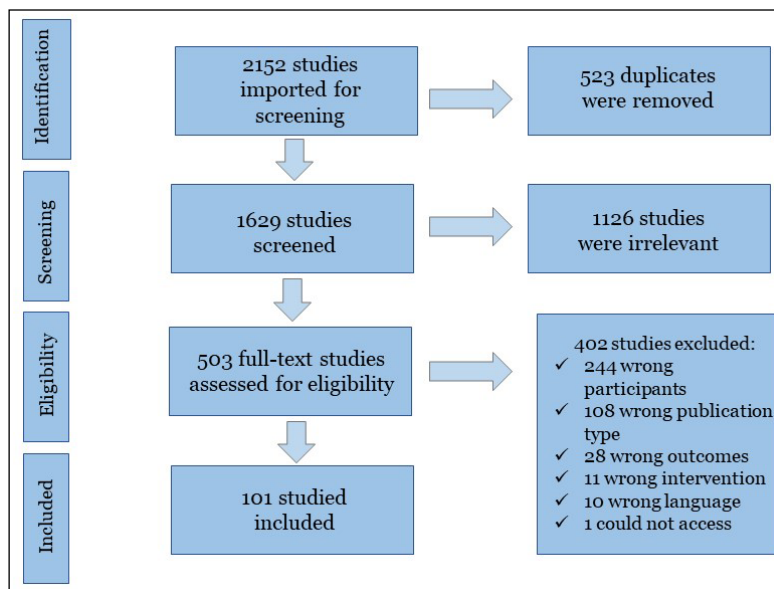 Identification
2152 studies
imported for
screening
523 duplicates
were removed
Screening
1629 studies
screened
1126 studies
were irrelevant
Eligibility
503 full-text studies
assessed for eligibility
402 studies excluded:
✓ 244 wrong
participants
✓ 108 wrong publication
type
✓ 28 wrong outcomes
✓ 11 wrong intervention
✓ 10 wrong language
✓ 1 could not access
Included
101 studied
included